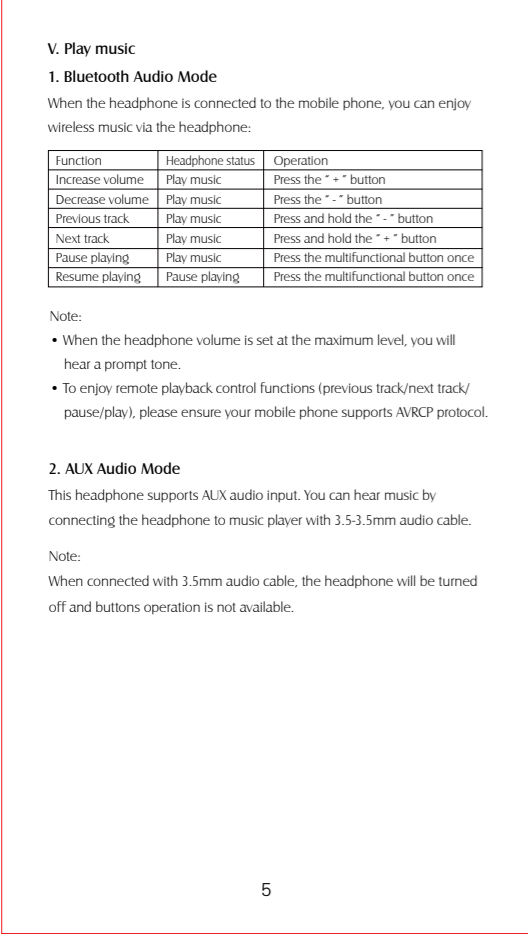 V. Play music
1. Bluetooth Audio Mode
When the headphone is connected to the mobile phone, you can enjoy
wireless music via the headphone:
Function Headphone status Operation
Increase volume Play music Press the " + " button
Decrease volume Play music Press the " - " button
Previous track Play music Press and hold the " - " button
Next track Play music Press and hold the " + " button
Pause playing Play music Press the multifunctional button once
Resume playing Pause playing Press the multifunctional button once
Note:
• When the headphone volume is set at the maximum level, you will
hear a prompt tone.
• To enjoy remote playback control functions (previous track/next track/
pause/play), please ensure your mobile phone supports AVRCP protocol.
2. AUX Audio Mode
This headphone supports AUX audio input. You can hear music by
connecting the headphone to music player with 3.5-3.5mm audio cable.
Note:
When connected with 3.5mm audio cable, the headphone will be turned
off and buttons operation is not available.
5